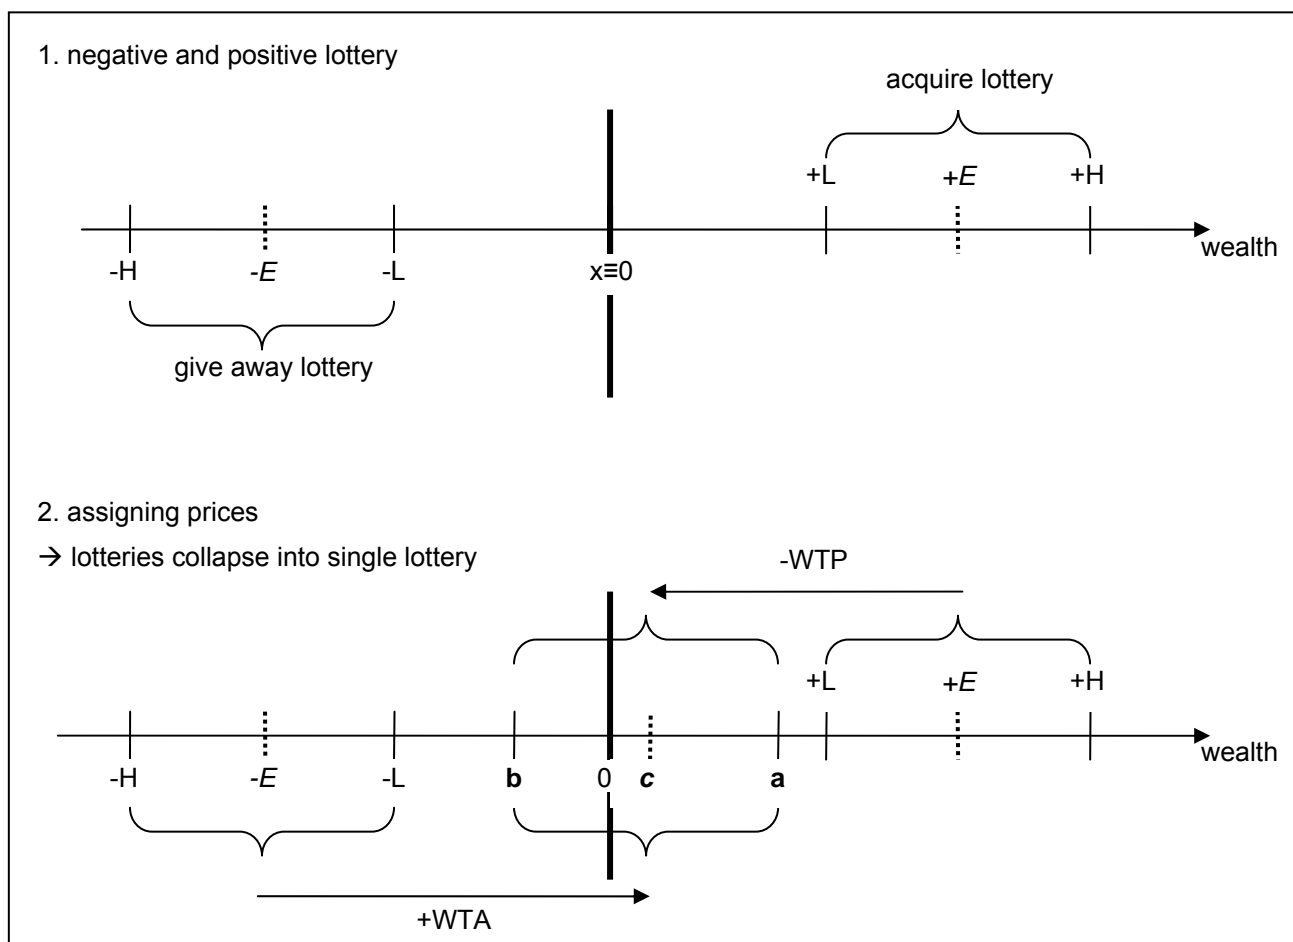 1. negative and positive lottery
acquire lottery
+L +E +H
wealth
-H -E -L x≡0
give away lottery
2. assigning prices
→ lotteries collapse into single lottery
-WTP
+L +E +H
wealth
-H -E -L b 0 c a
+WTA